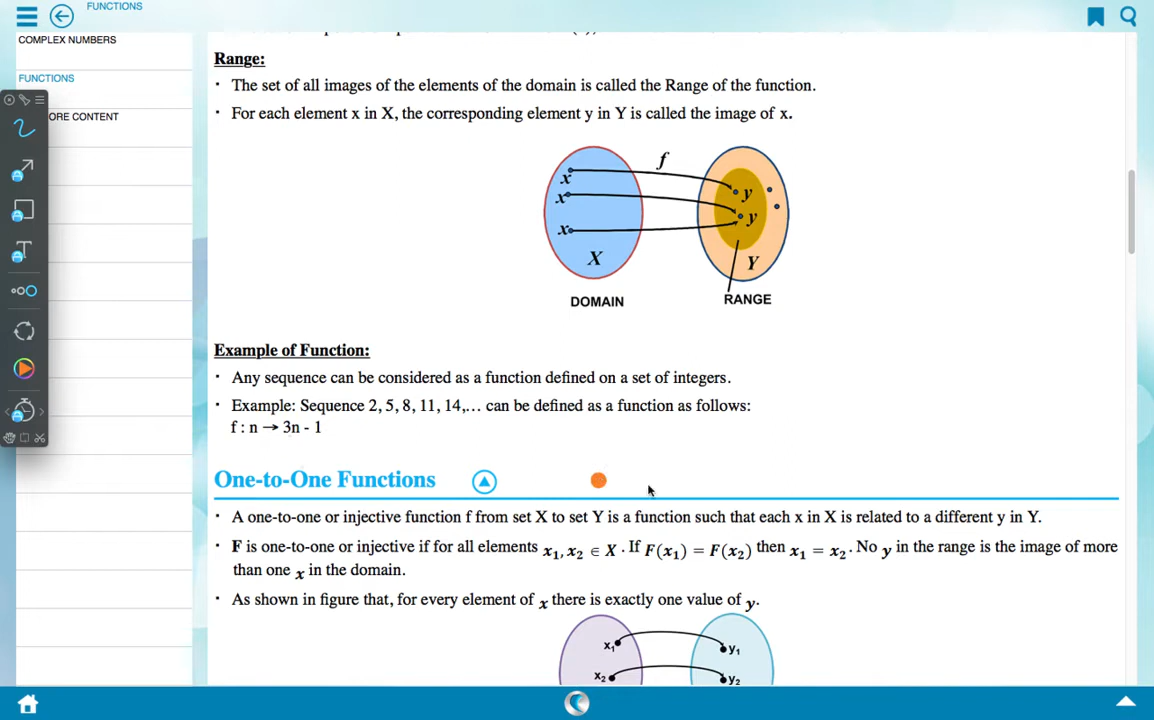 FUNCTIONS
COMPLEX NUMBERS
FUNCTIONS
ORE CONTENT
Range:
· The set of all images of the elements of the domain is called the Range of the function.
· For each element x in X, the corresponding element y in Y is called the image of x.
f
x
y
x
y
x
X
Y
DOMAIN
RANGE
Example of Function:
· Any sequence can be considered as a function defined on a set of integers.
· Example: Sequence 2, 5, 8, 11, 14,… can be defined as a function as follows:
f : n → 3n - 1
One-to-One Functions
· A one-to-one or injective function f from set X to set Y is a function such that each x in X is related to a different y in Y.
· F is one-to-one or injective if for all elements x₁, x₂ ∈ X . If F(x₁) = F(x₂) then x₁ = x₂ . No y in the range is the image of more
than one x in the domain.
· As shown in figure that, for every element of x there is exactly one value of y.
x₁
y₁
x₂
y₂